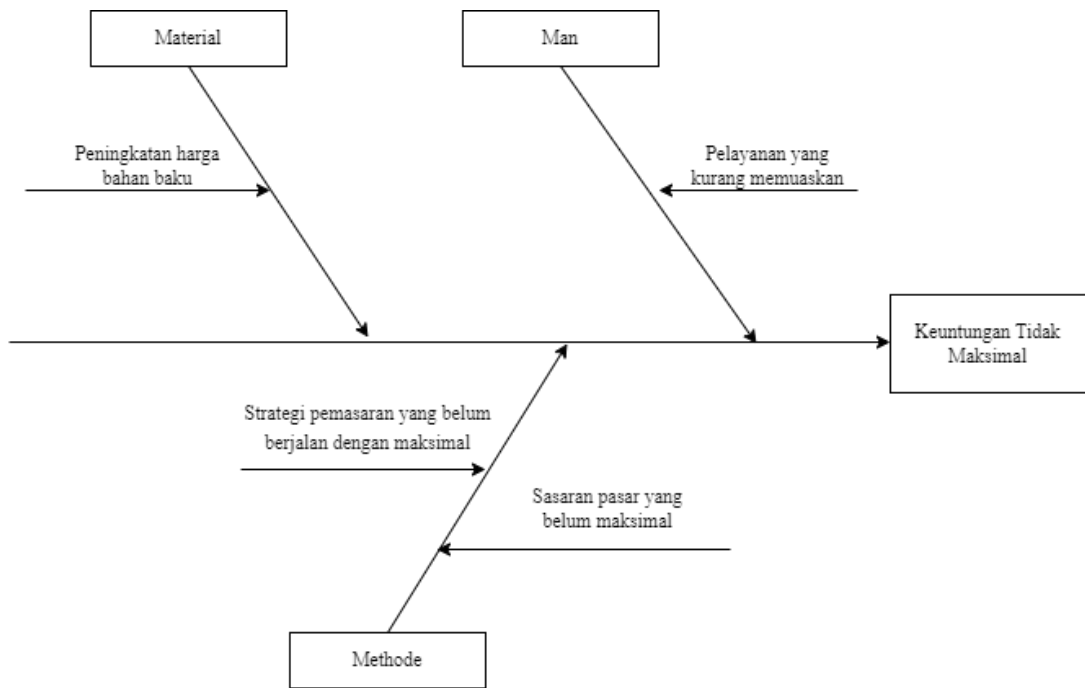 Material
Man
Peningkatan harga
bahan baku
Pelayanan yang
kurang memuaskan
Keuntungan Tidak
Maksimal
Strategi pemasaran yang belum
berjalan dengan maksimal
Sasaran pasar yang
belum maksimal
Methode